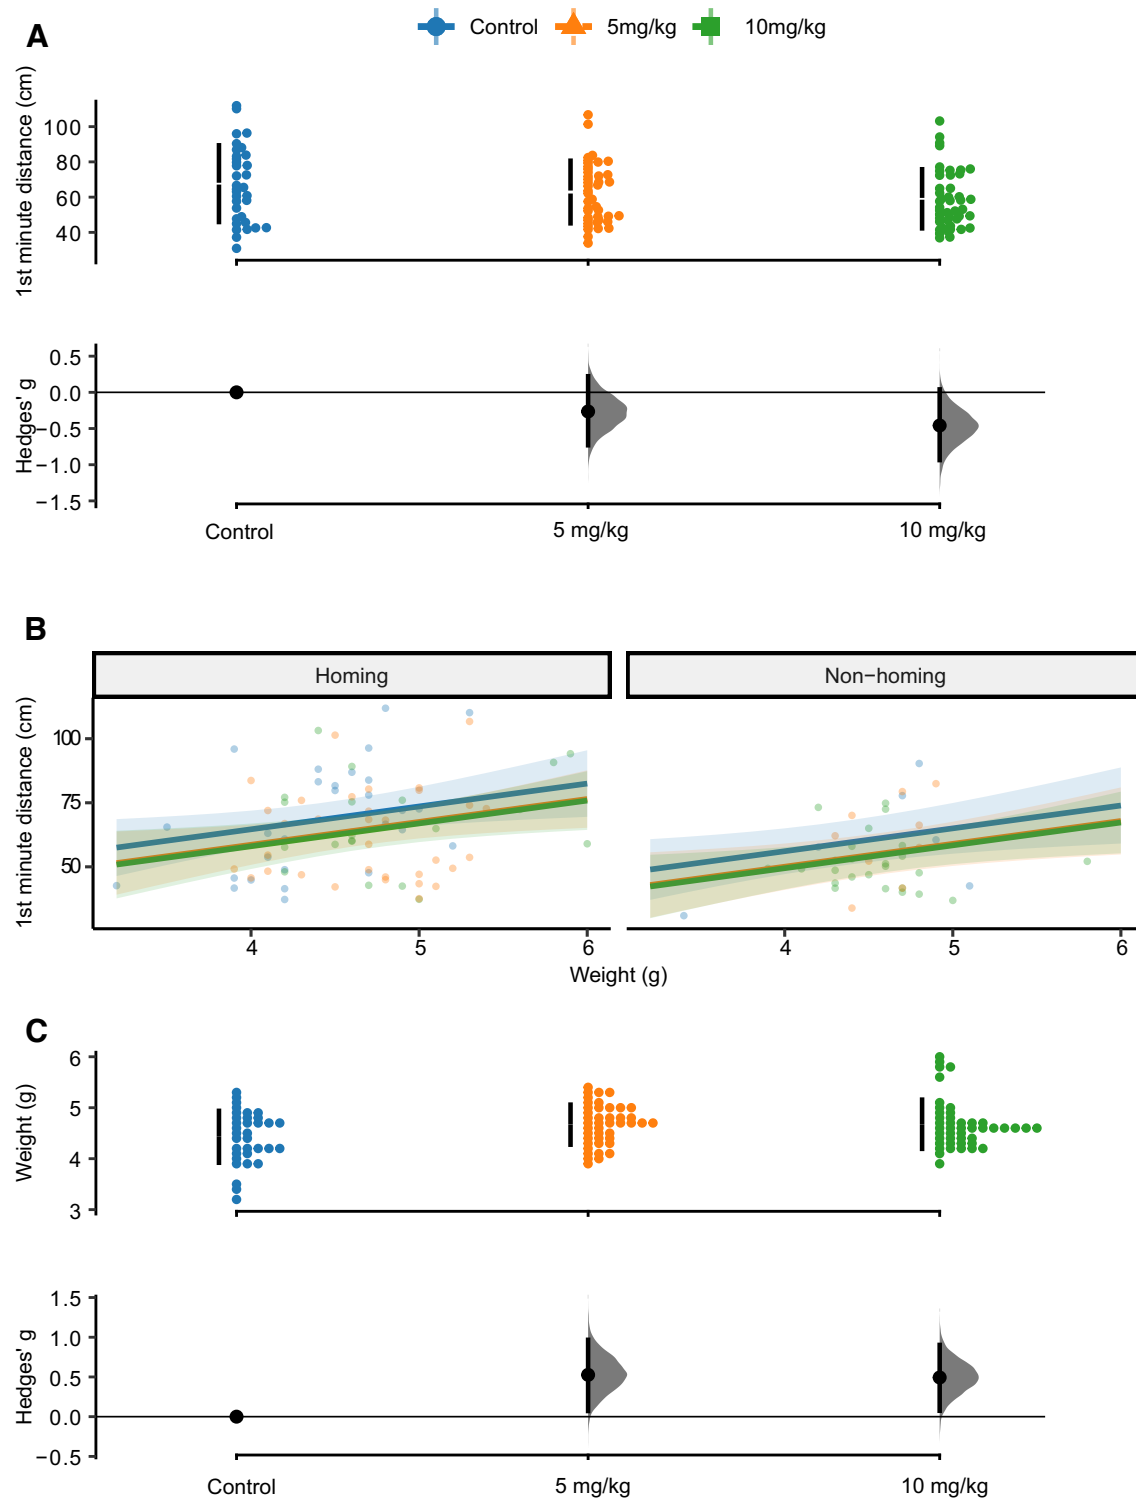 A
Control 5mg/kg 10mg/kg
1st minute distance (cm)
100
80
60
40
Hedges' g
0.5
0.0
−0.5
−1.0
−1.5
Control 5 mg/kg 10 mg/kg
B
Homing Non−homing
1st minute distance (cm)
100
75
50
4 5 6 4 5 6
Weight (g)
C
Weight (g)
6
5
4
3
Hedges' g
1.5
1.0
0.5
0.0
−0.5
Control 5 mg/kg 10 mg/kg